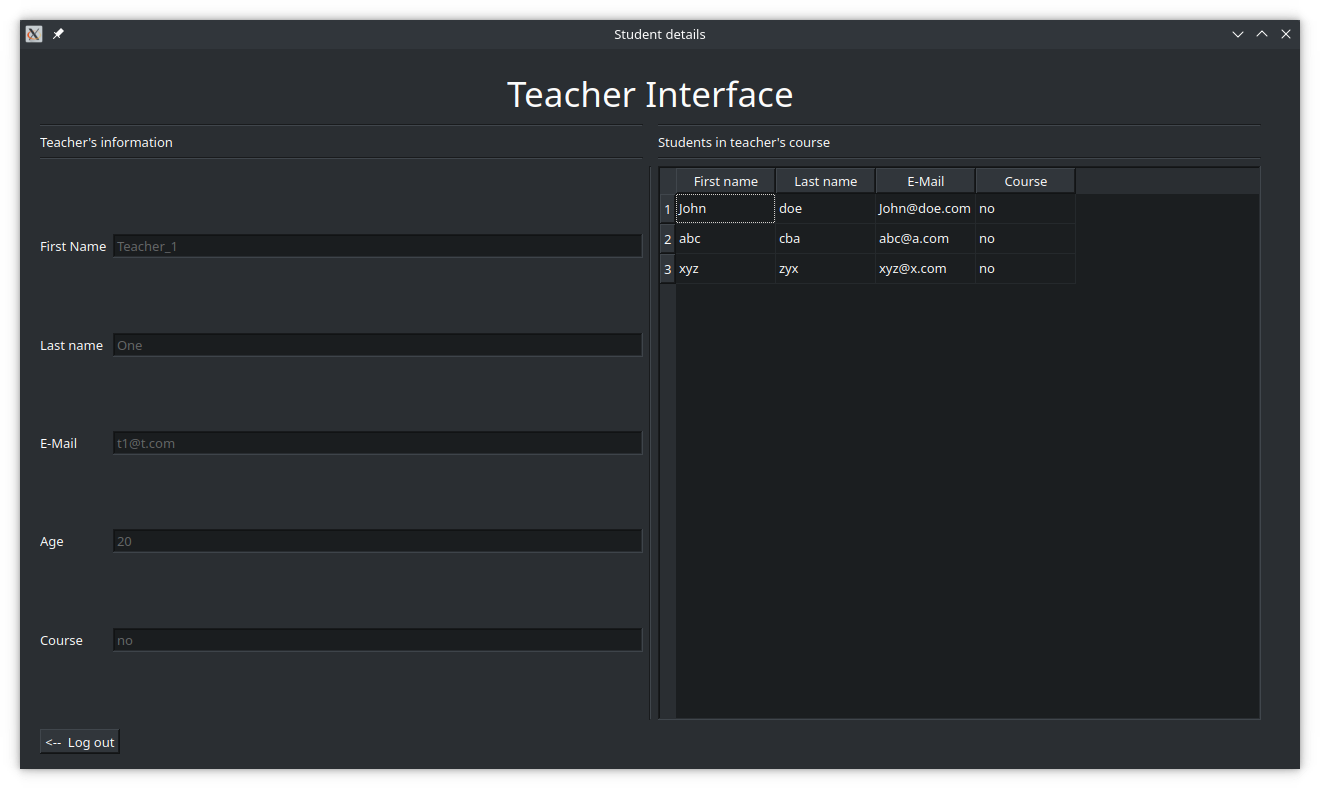 Student details
Teacher Interface
Teacher's information
First Name Teacher_1
Last name One
E-Mail t1@t.com
Age 20
Course no
<-- Log out
Students in teacher's course
First name Last name E-Mail Course
1 John doe John@doe.com no
2 abc cba abc@a.com no
3 xyz zyx xyz@x.com no